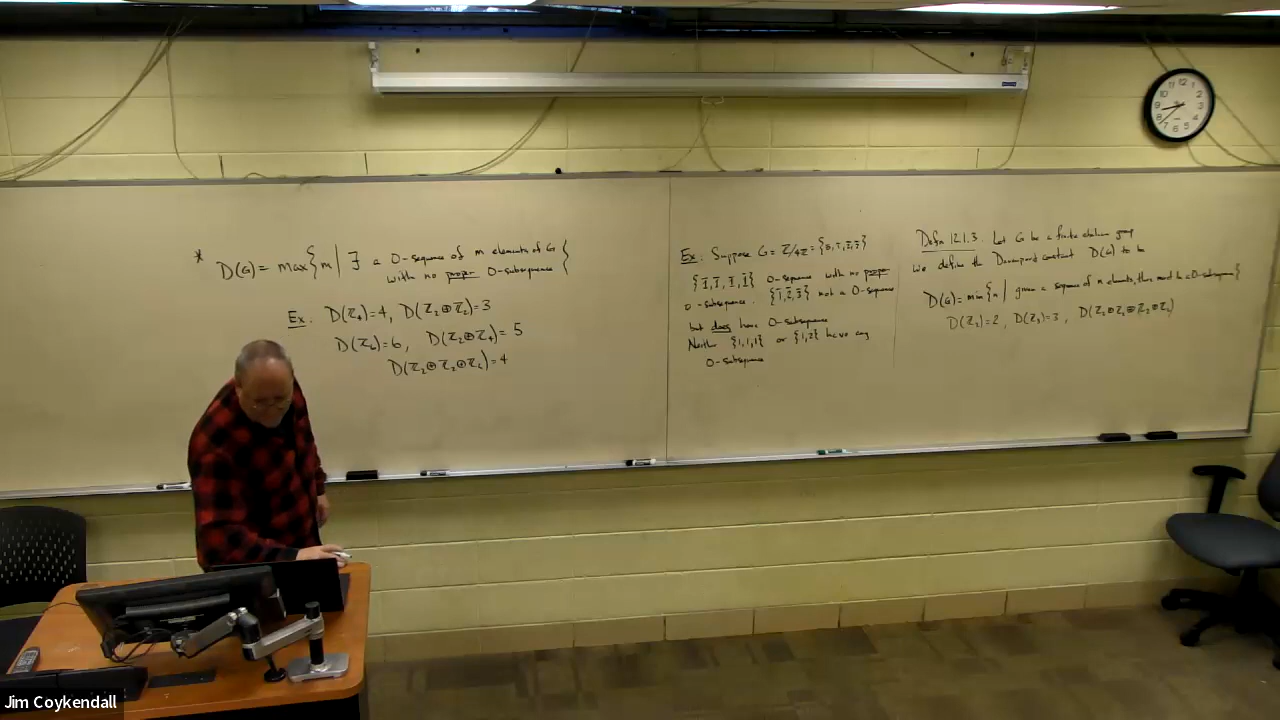 * D(G) = max{ m | ∃ a 0-sequence of m elements of G
with no proper 0-subsequence }
Ex: D(ℤ₄)=4, D(ℤ₂⊕ℤ₂)=3
D(ℤ₆)=6, D(ℤ₂⊕ℤ₄)=5
D(ℤ₂⊕ℤ₂⊕ℤ₂)=4
Ex: Suppose G = ℤ/4ℤ = {0̄, 1̄, 2̄, 3̄}
{1̄, 1̄, 1̄, 1̄} 0-sequence with no proper
0-subsequence. {1̄, 2̄, 3̄} not a 0-sequence
but does have 0-subsequence
Neither {1,1,1} or {1,2} have any
0-subsequence
Defn 12.1.3. Let G be a finite abelian group
we define the Davenport constant D(G) to be
D(G) = min{ n | given a sequence of n elements, there must be a 0-subsequence }
D(ℤ₂)=2, D(ℤ₃)=3, D(ℤ₂⊕ℤ₂⊕ℤ₂⊕ℤ₂)
Jim Coykendall